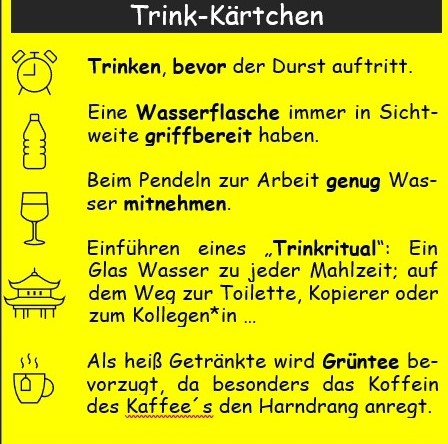 Trink-Kärtchen
Trinken, bevor der Durst auftritt.
Eine Wasserflasche immer in Sicht-
weite griffbereit haben.
Beim Pendeln zur Arbeit genug Was-
ser mitnehmen.
Einführen eines „Trinkritual“: Ein
Glas Wasser zu jeder Mahlzeit; auf
dem Weg zur Toilette, Kopierer oder
zum Kollegen*in ...
Als heiß Getränkte wird Grüntee be-
vorzugt, da besonders das Koffein
des Kaffee´s den Harndrang anregt.